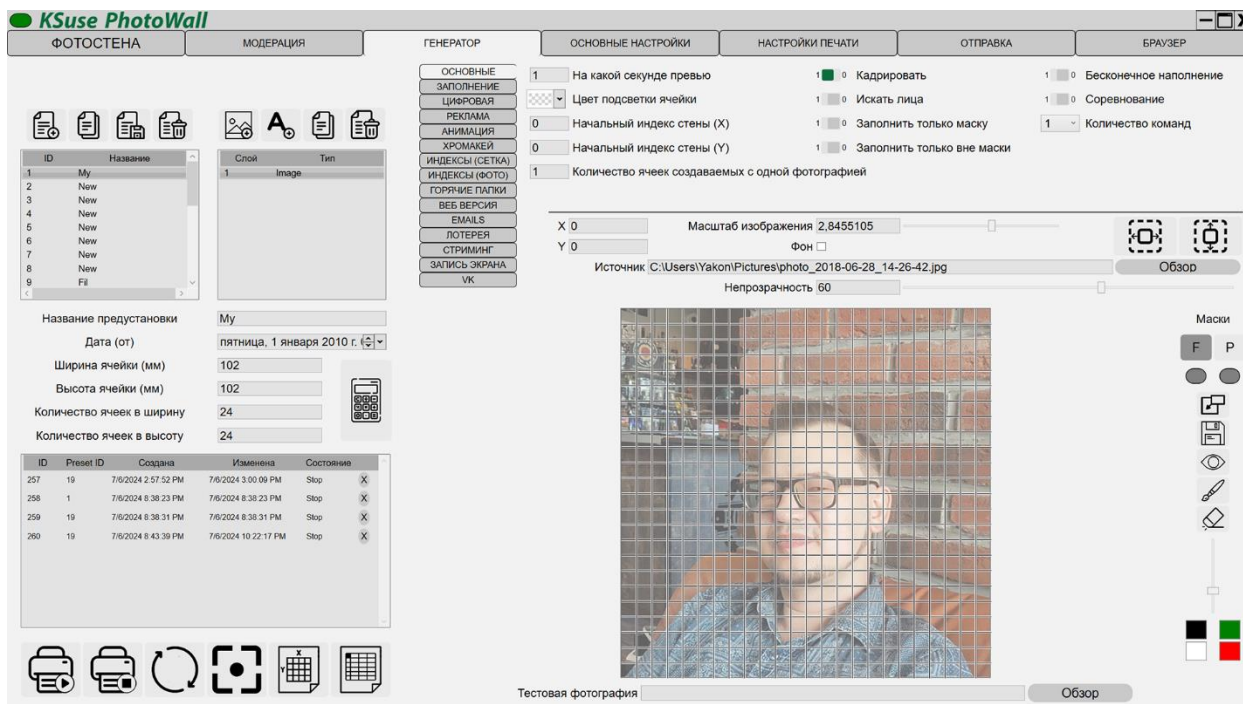 KSuse PhotoWall
ФОТОСТЕНА МОДЕРАЦИЯ ГЕНЕРАТОР ОСНОВНЫЕ НАСТРОЙКИ НАСТРОЙКИ ПЕЧАТИ ОТПРАВКА БРАУЗЕР
ID Название
1 My
2 New
3 New
4 New
5 New
6 New
7 New
8 New
9 Fil
Слой Тип
1 Image
Название предустановки My
Дата (от) пятница, 1 января 2010 г.
Ширина ячейки (мм) 102
Высота ячейки (мм) 102
Количество ячеек в ширину 24
Количество ячеек в высоту 24
ID Preset ID Создана Изменена Состояние
257 19 7/6/2024 2:57:52 PM 7/6/2024 3:00:09 PM Stop X
258 1 7/6/2024 8:38:23 PM 7/6/2024 8:38:23 PM Stop X
259 19 7/6/2024 8:38:31 PM 7/6/2024 8:38:31 PM Stop X
260 19 7/6/2024 8:43:39 PM 7/6/2024 10:22:17 PM Stop X
X
Y
ОСНОВНЫЕ
ЗАПОЛНЕНИЕ
ЦИФРОВАЯ
РЕКЛАМА
АНИМАЦИЯ
ХРОМАКЕЙ
ИНДЕКСЫ (СЕТКА)
ИНДЕКСЫ (ФОТО)
ГОРЯЧИЕ ПАПКИ
ВЕБ ВЕРСИЯ
EMAILS
ЛОТЕРЕЯ
СТРИМИНГ
ЗАПИСЬ ЭКРАНА
VK
1 На какой секунде превью 1 0 Кадрировать 1 0 Бесконечное наполнение
Цвет подсветки ячейки 1 0 Искать лица 1 0 Соревнование
0 Начальный индекс стены (X) 1 0 Заполнить только маску 1 Количество команд
0 Начальный индекс стены (Y) 1 0 Заполнить только вне маски
1 Количество ячеек создаваемых с одной фотографией
X 0 Масштаб изображения 2,8455105
Y 0 Фон
Источник C:\Users\Yakon\Pictures\photo_2018-06-28_14-26-42.jpg Обзор
Непрозрачность 60
Маски
F P
Тестовая фотография Обзор